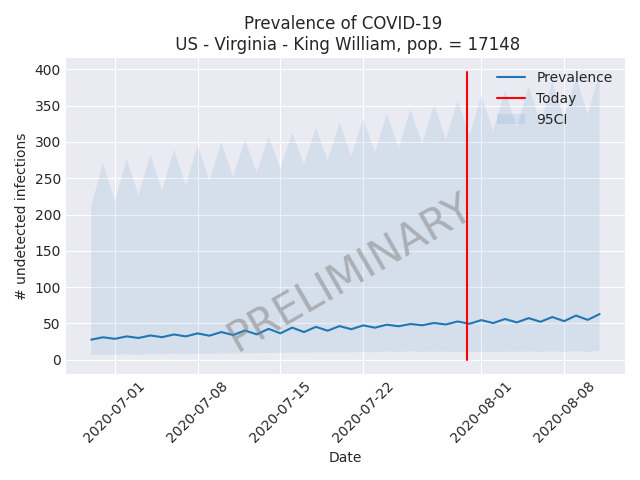 Prevalence of COVID-19
US - Virginia - King William, pop. = 17148
# undetected infections
400
350
300
250
200
150
100
50
0
Prevalence
Today
95CI
PRELIMINARY
2020-07-01
2020-07-08
2020-07-15
2020-07-22
2020-08-01
2020-08-08
Date